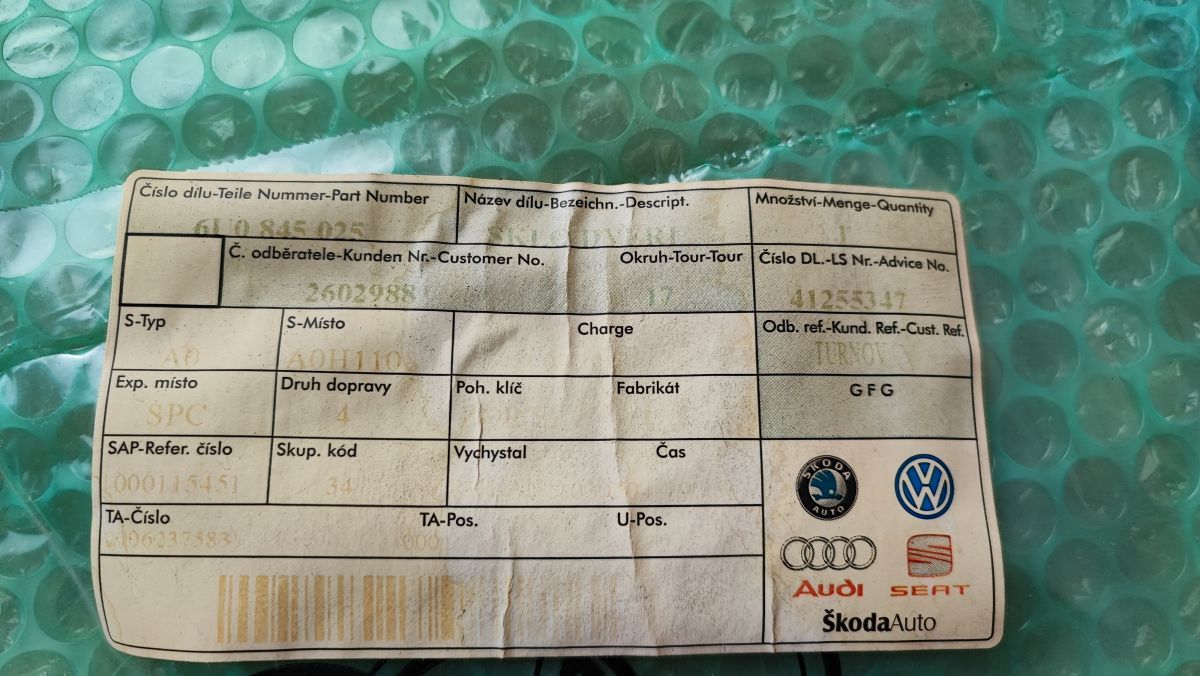 Číslo dílu-Teile Nummer-Part Number Název dílu-Bezeichn.-Descript. Množství-Menge-Quantity
6U0 845 025 SKLO DVERI 1
Č. odběratele-Kunden Nr.-Customer No. Okruh-Tour-Tour Číslo DL.-LS Nr.-Advice No.
2602988 17 41255347
S-Typ S-Místo Charge Odb. ref.-Kund. Ref.-Cust. Ref.
A0 TURNOV
Exp. místo Druh dopravy Poh. klíč Fabrikát GFG
SPC 4
SAP-Refer. číslo Skup. kód Vychystal Čas
000115451 34
TA-Číslo TA-Pos. U-Pos.
ŠKODA
AUTO
Audi SEAT
ŠkodaAuto